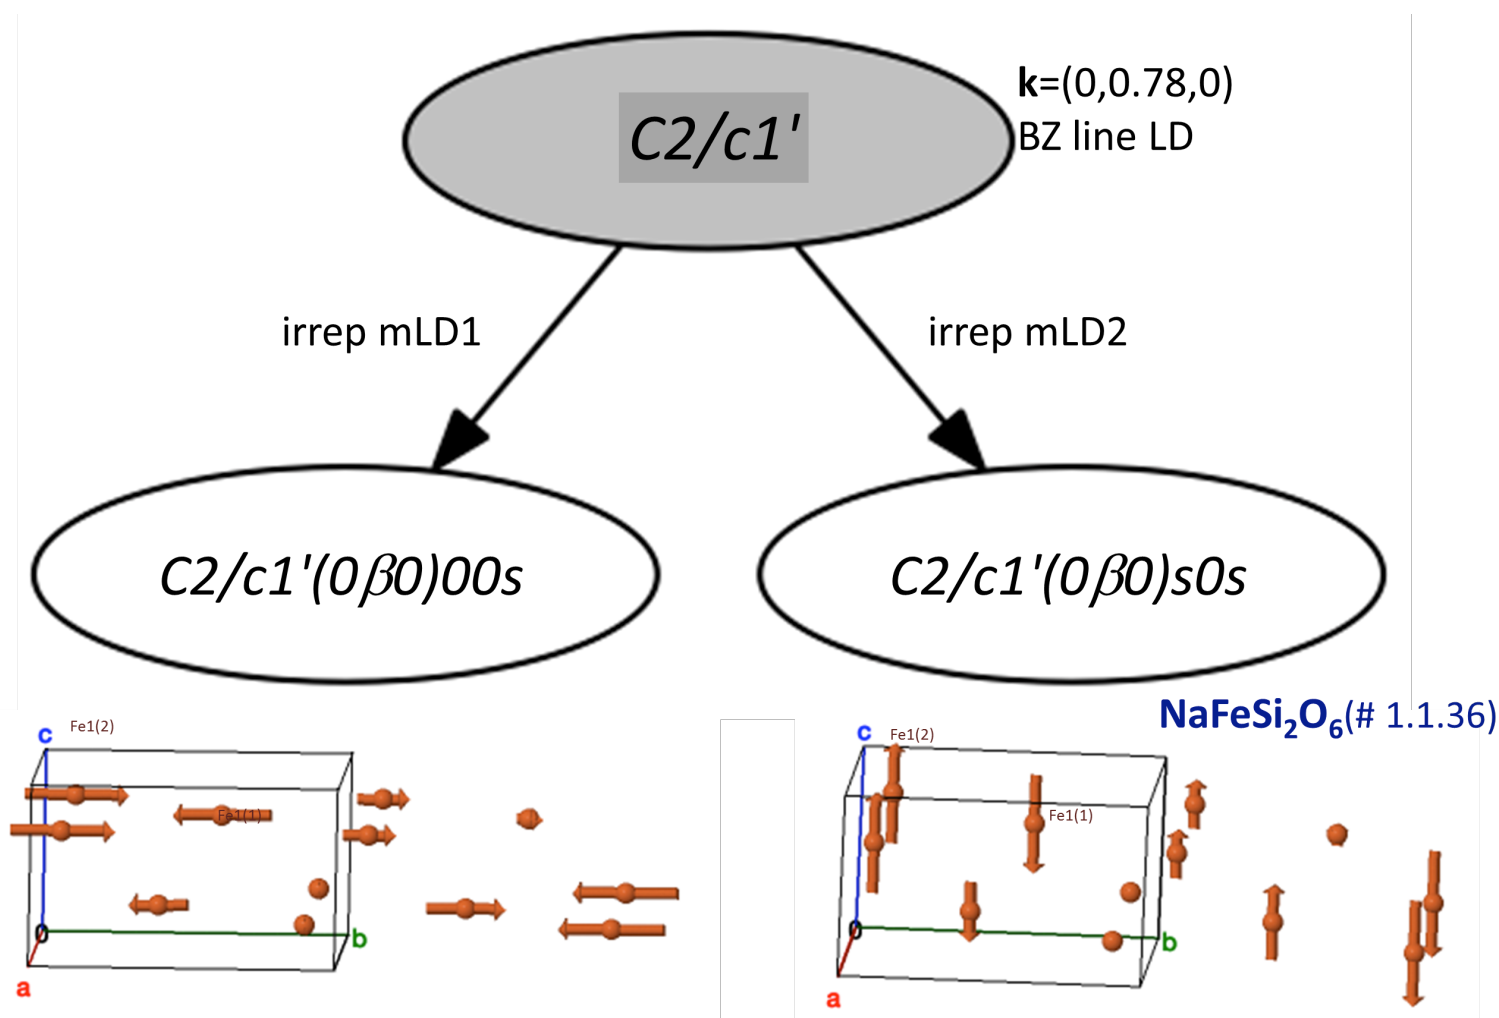 C2/c1'
k=(0,0.78,0)
BZ line LD
irrep mLD1
irrep mLD2
C2/c1'(0β0)00s
C2/c1'(0β0)s0s
NaFeSi₂O₆(# 1.1.36)
c
Fe1(2)
Fe1(1)
0
b
a
c
Fe1(2)
Fe1(1)
0
b
a